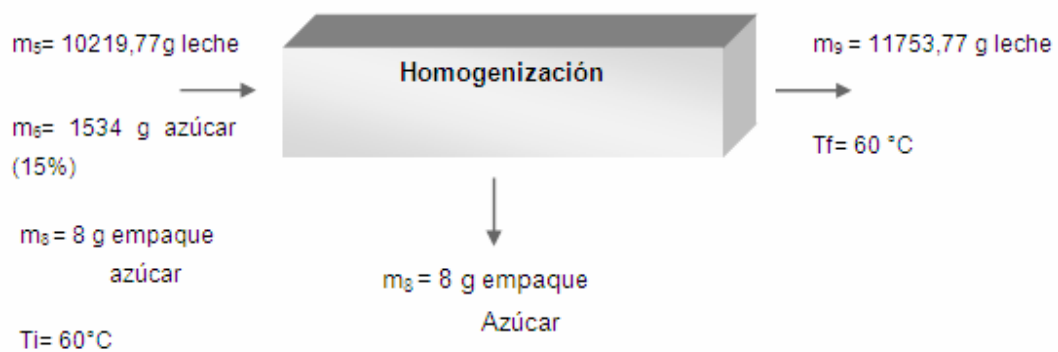 m₅= 10219,77g leche
m₆= 1534 g azúcar
(15%)
m₈ = 8 g empaque
azúcar
Ti= 60°C
Homogenización
m₈ = 8 g empaque
Azúcar
m₉ = 11753,77 g leche
Tf= 60 °C